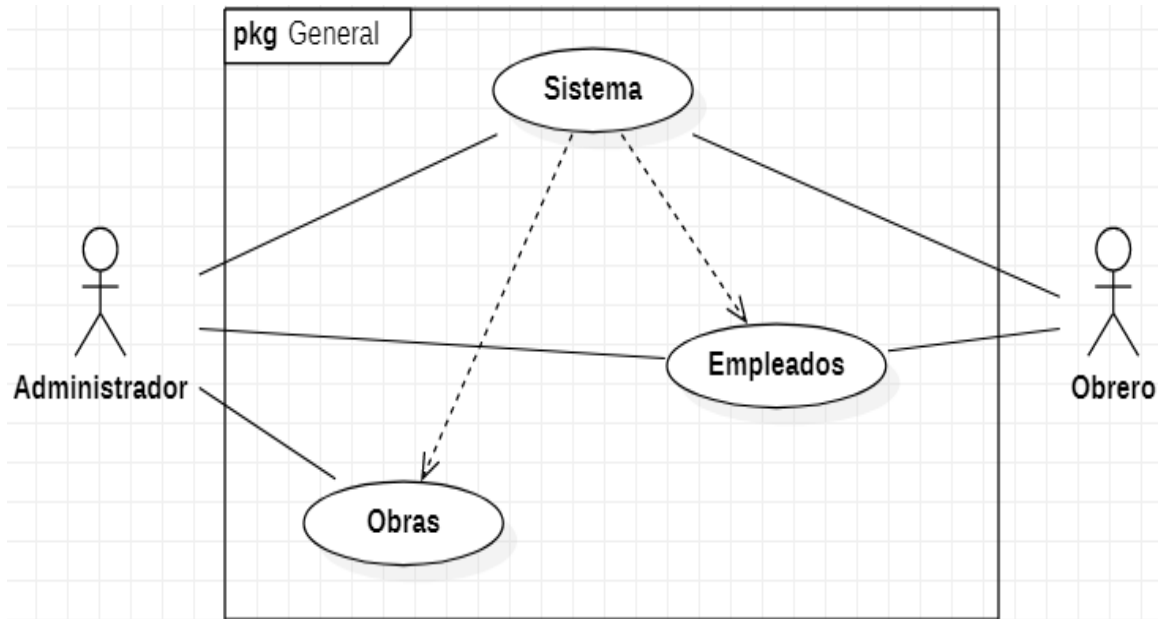 pkg General
Sistema
Empleados
Administrador
Obrero
Obras